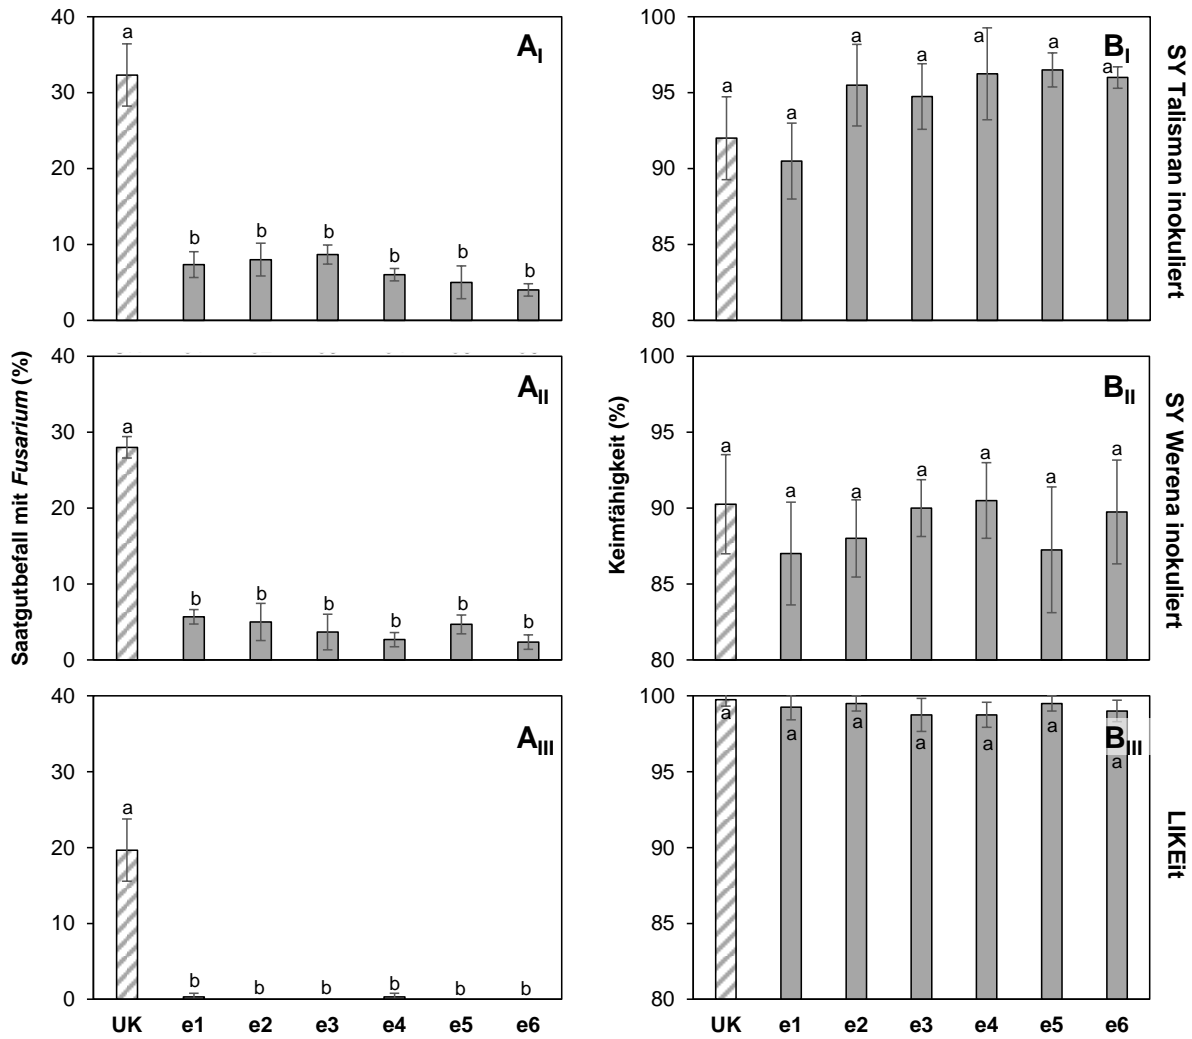 Saatgutbefall mit Fusarium (%)
40
30
20
10
0
A_I
a
b
b
b
b
b
b
40
30
20
10
0
A_II
a
b
b
b
b
b
b
40
30
20
10
0
A_III
a
b
b
b
b
b
b
UK e1 e2 e3 e4 e5 e6
Keimfähigkeit (%)
100
95
90
85
80
B_I
a
a
a
a
a
a
a
SY Talisman inokuliert
100
95
90
85
80
B_II
a
a
a
a
a
a
a
SY Werena inokuliert
100
95
90
85
80
B_III
a
a
a
a
a
a
a
LIKEit
UK e1 e2 e3 e4 e5 e6